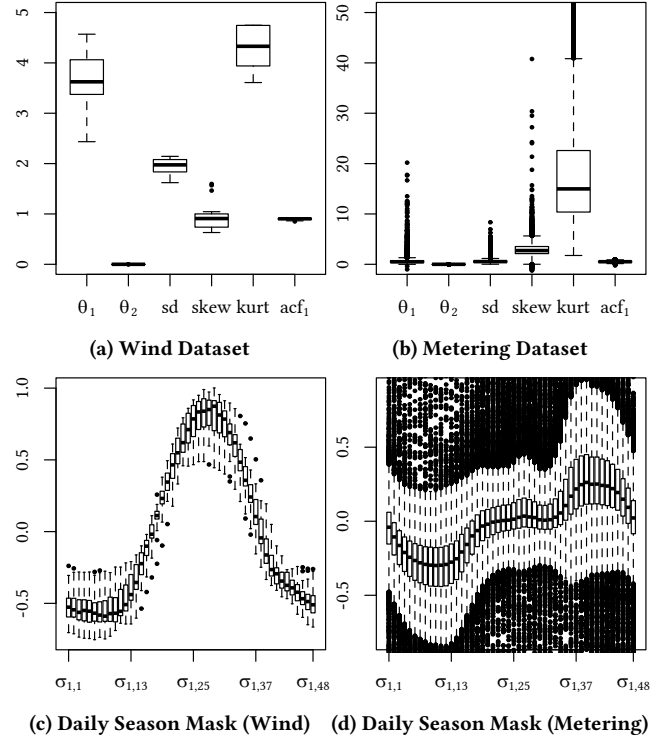 5
4
3
2
1
0
θ1 θ2 sd skew kurt acf1
(a) Wind Dataset
50
40
30
20
10
0
θ1 θ2 sd skew kurt acf1
(b) Metering Dataset
1.0
0.5
0.0
-0.5
σ1,1 σ1,13 σ1,25 σ1,37 σ1,48
(c) Daily Season Mask (Wind)
0.5
0.0
-0.5
σ1,1 σ1,13 σ1,25 σ1,37 σ1,48
(d) Daily Season Mask (Metering)